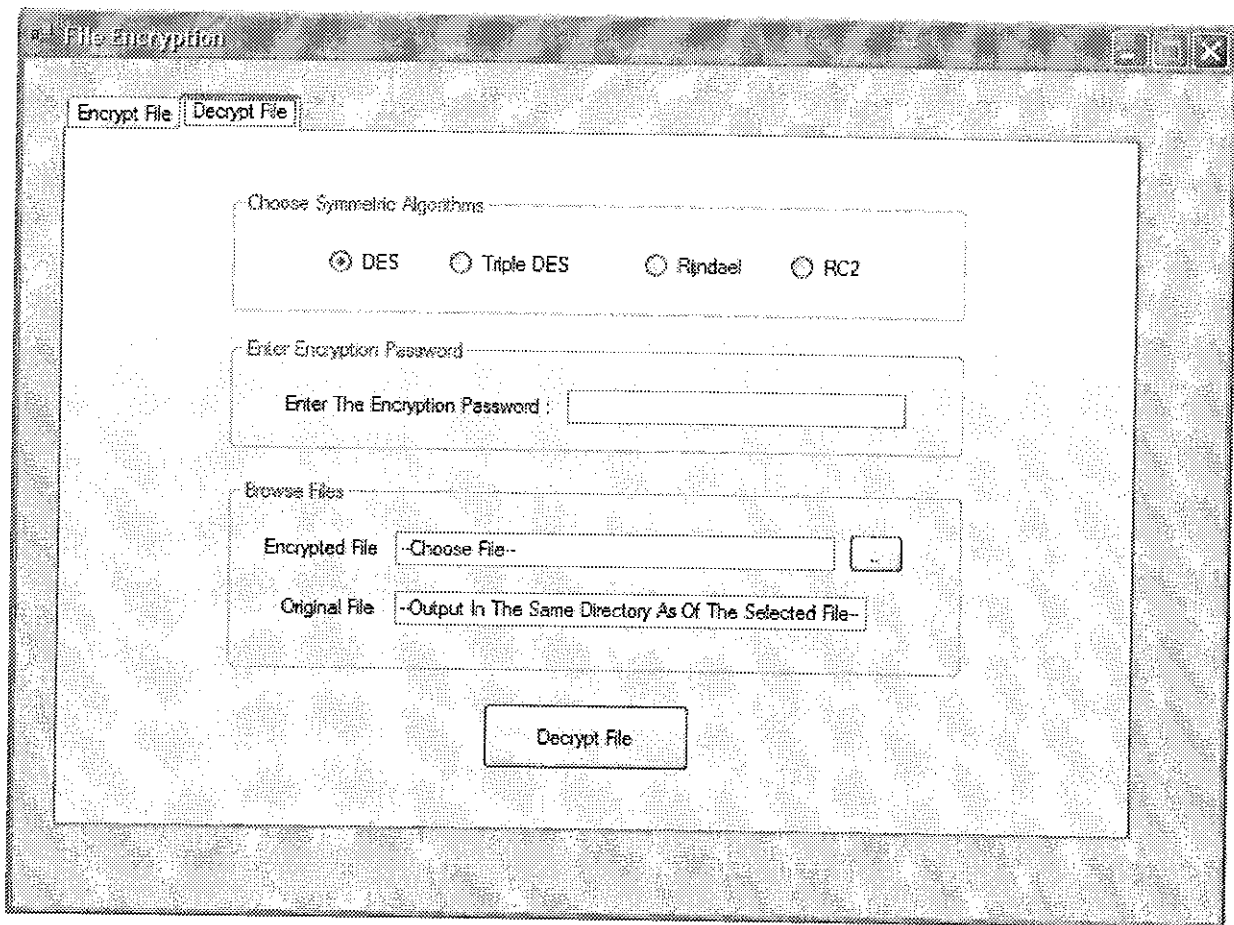 File Encryption
Encrypt File Decrypt File
Choose Symmetric Algorithms
DES Triple DES Rijndael RC2
Enter Encryption Password
Enter The Encryption Password :
Browse Files
Encrypted File --Choose File-- ..
Original File --Output In The Same Directory As Of The Selected File--
Decrypt File